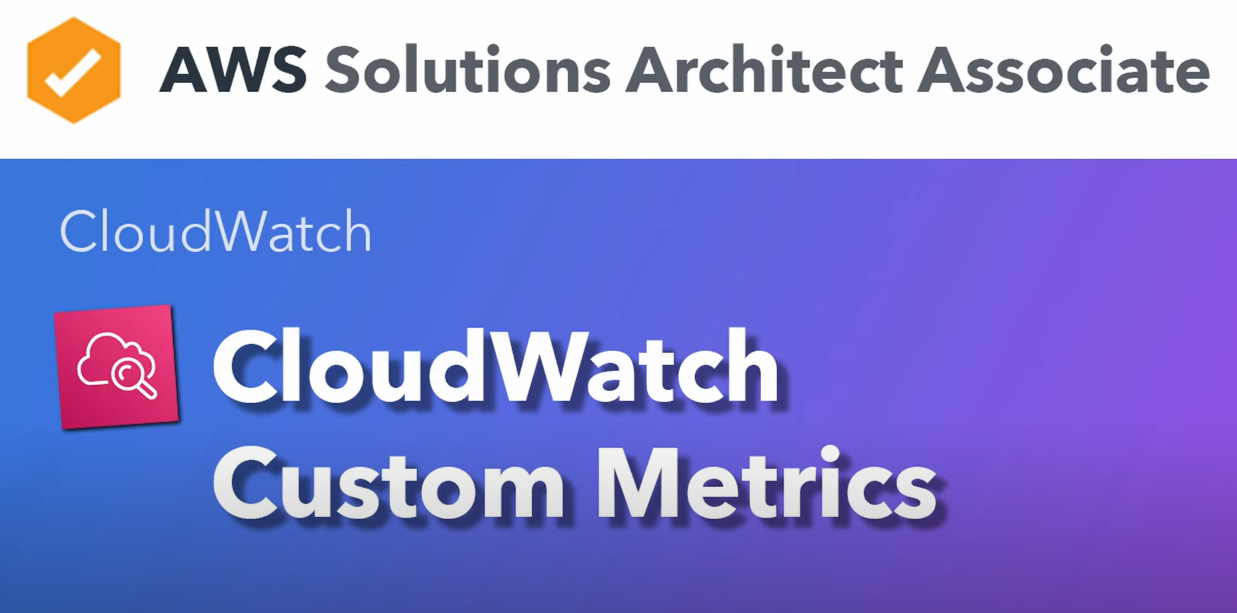 AWS Solutions Architect Associate
CloudWatch
CloudWatch
Custom Metrics